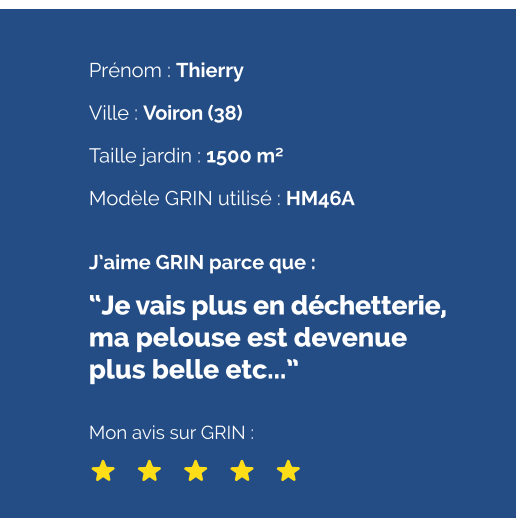 Prénom : Thierry
Ville : Voiron (38)
Taille jardin : 1500 m²
Modèle GRIN utilisé : HM46A
J'aime GRIN parce que :
“Je vais plus en déchetterie,
ma pelouse est devenue
plus belle etc...”
Mon avis sur GRIN :